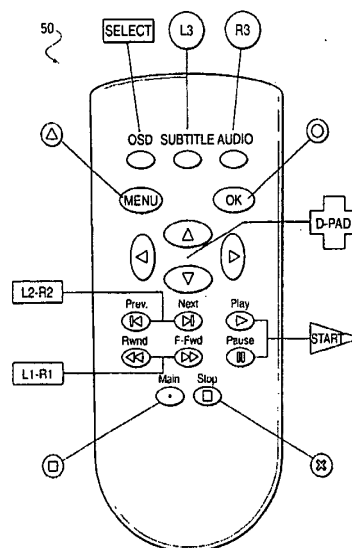 50
SELECT
L3
R3
OSD SUBTITLE AUDIO
MENU
OK
D-PAD
L2-R2
Prev. Next Play
Rwnd F-Fwd Pause
START
L1-R1
Main Stop